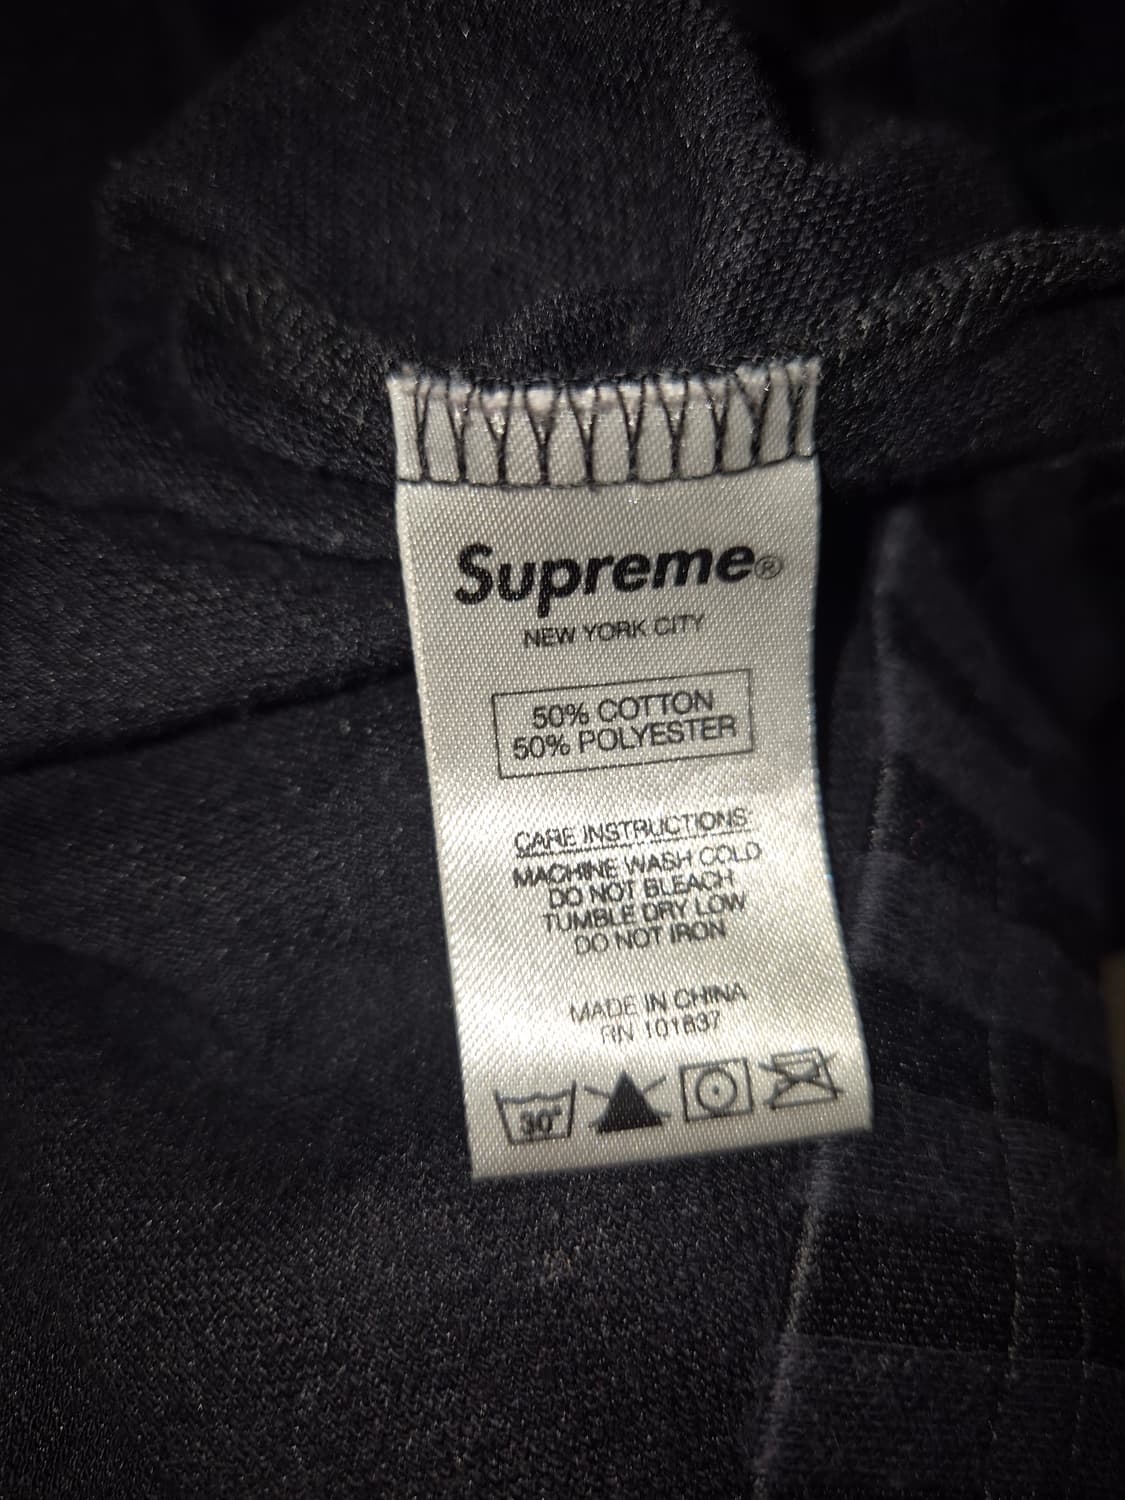 Supreme®
NEW YORK CITY
50% COTTON
50% POLYESTER
CARE INSTRUCTIONS:
MACHINE WASH COLD
DO NOT BLEACH
TUMBLE DRY LOW
DO NOT IRON
MADE IN CHINA
RN 101837
30°